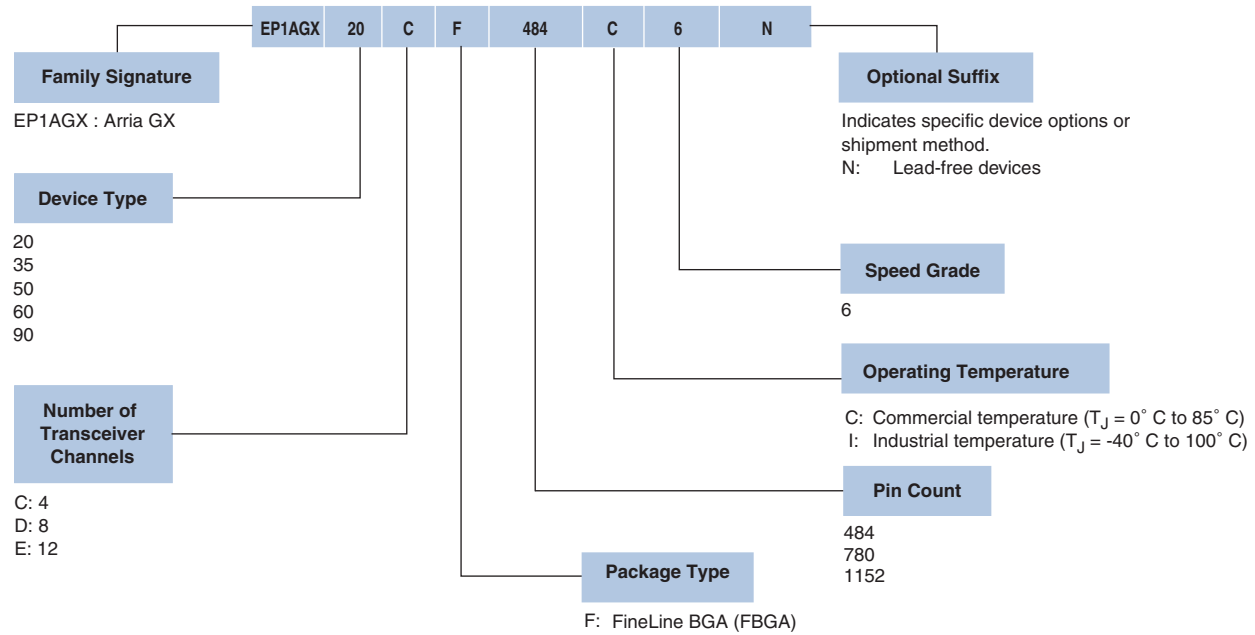 EP1AGX 20 C F 484 C 6 N
Family Signature
EP1AGX : Arria GX
Device Type
20
35
50
60
90
Number of
Transceiver
Channels
C: 4
D: 8
E: 12
Package Type
F: FineLine BGA (FBGA)
Optional Suffix
Indicates specific device options or
shipment method.
N: Lead-free devices
Speed Grade
6
Operating Temperature
C: Commercial temperature (TJ = 0° C to 85° C)
I: Industrial temperature (TJ = -40° C to 100° C)
Pin Count
484
780
1152